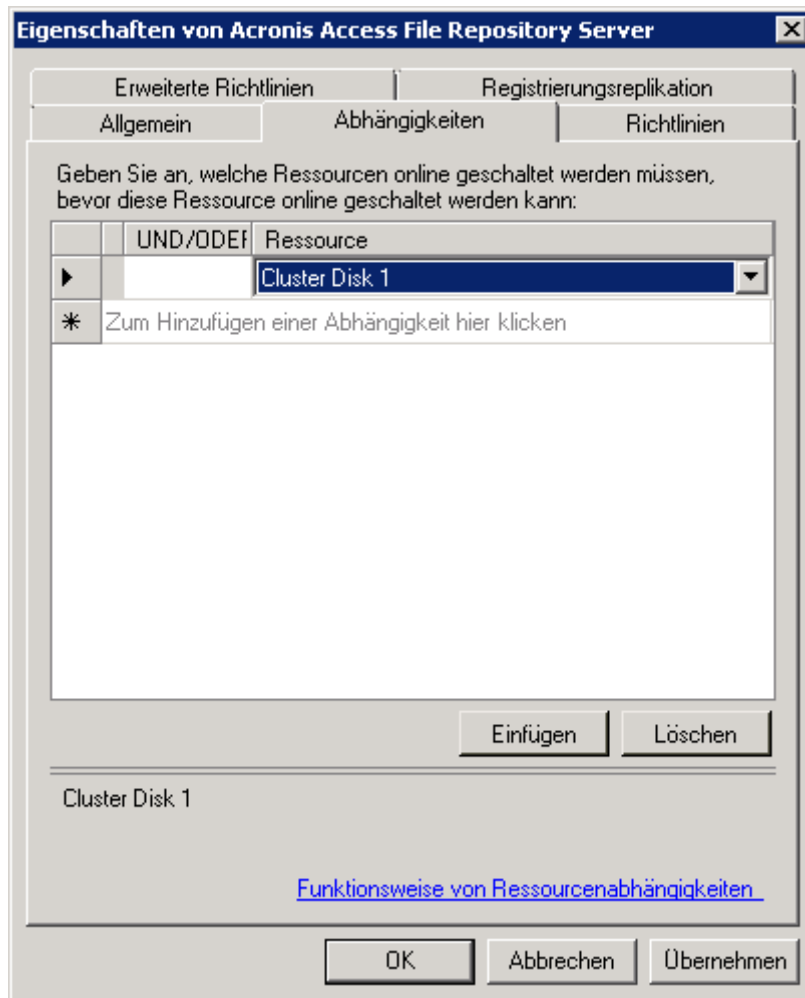 Eigenschaften von Acronis Access File Repository Server
Erweiterte Richtlinien
Registrierungsreplikation
Allgemein
Abhängigkeiten
Richtlinien
Geben Sie an, welche Ressourcen online geschaltet werden müssen,
bevor diese Ressource online geschaltet werden kann:
UND/ODER Ressource
Cluster Disk 1
Zum Hinzufügen einer Abhängigkeit hier klicken
Einfügen
Löschen
Cluster Disk 1
Funktionsweise von Ressourcenabhängigkeiten
OK
Abbrechen
Übernehmen